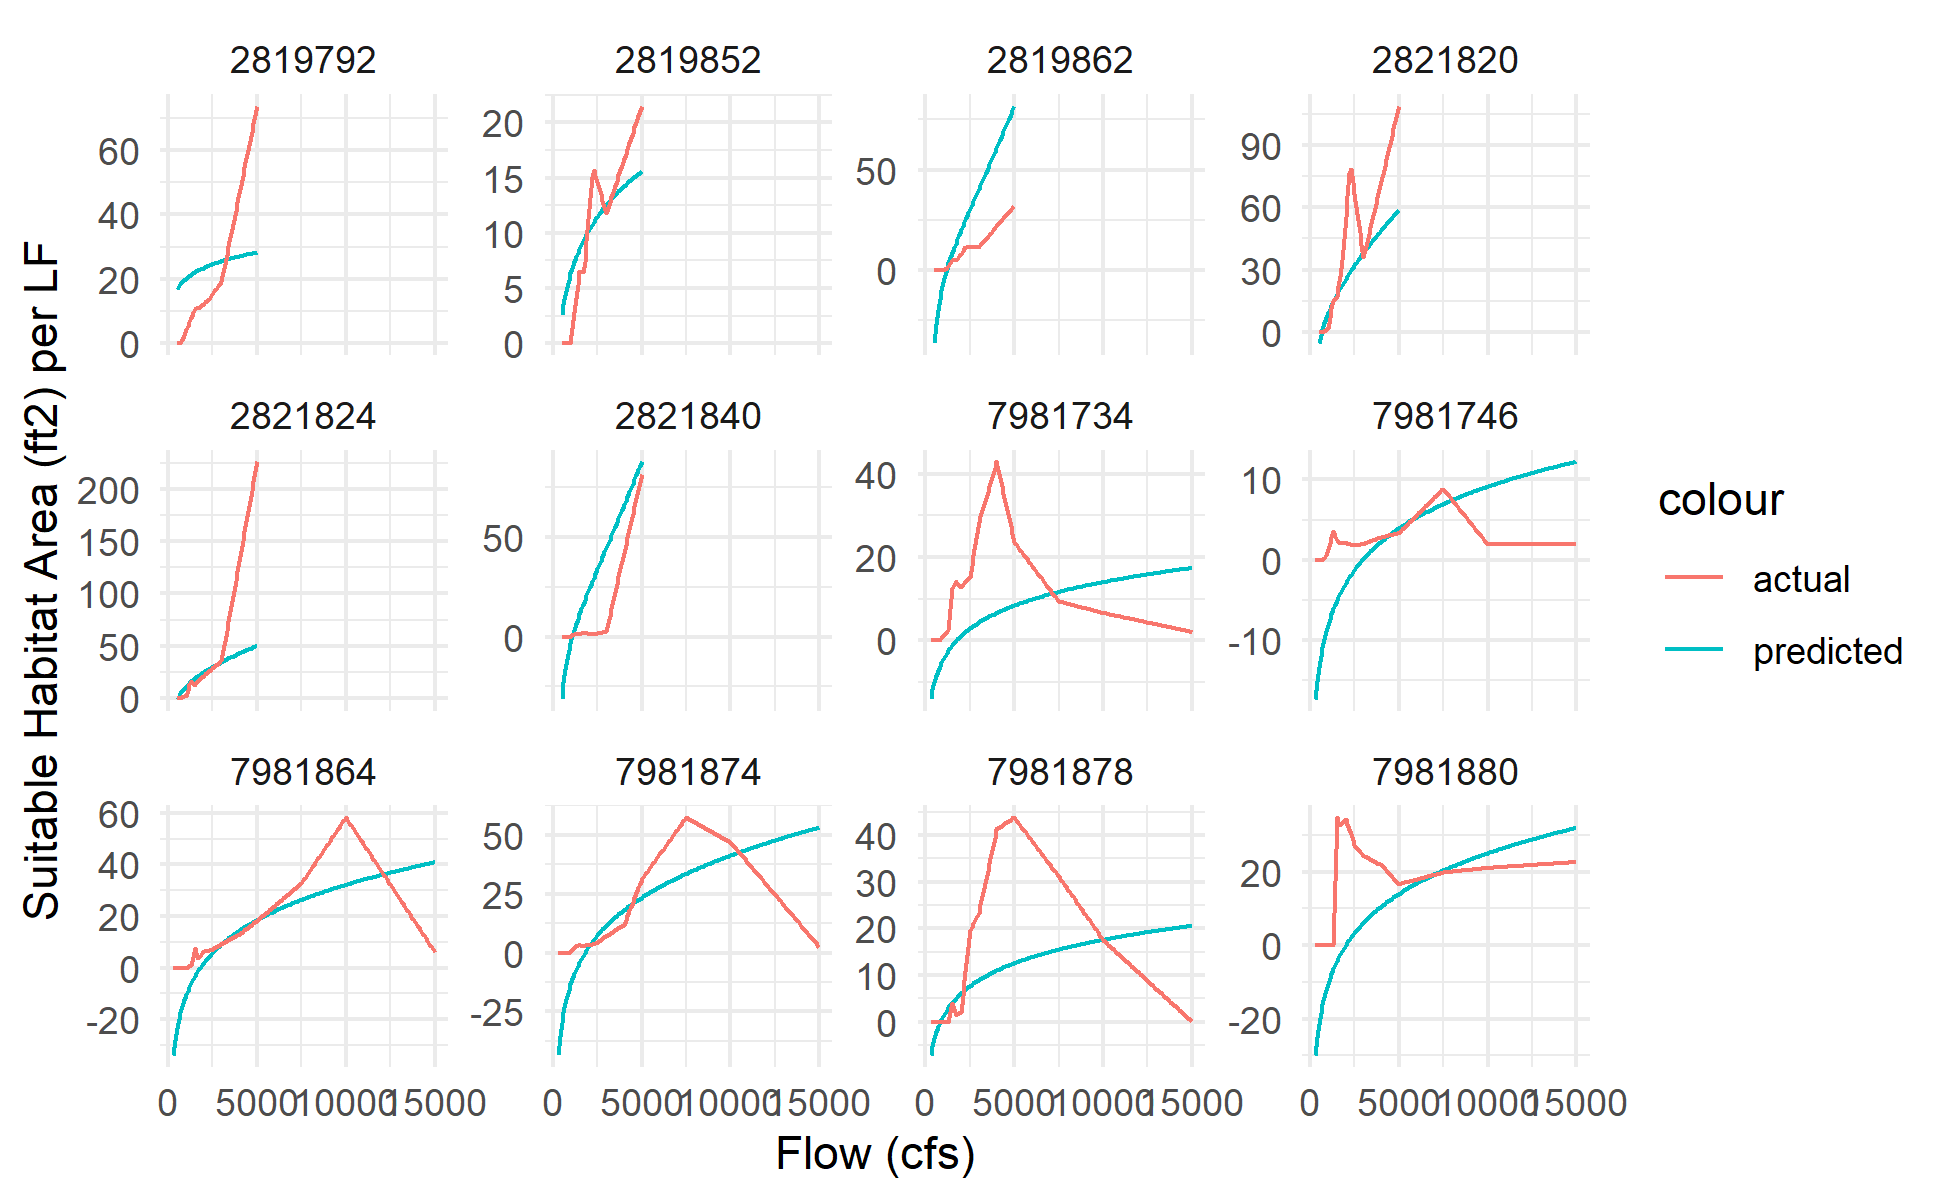 2819792 2819852 2819862 2821820
60 20 50 90
40 15 0 60
20 10 30
0 5 0
0
2821824 2821840 7981734 7981746
200 50 40 10
150 0 20 0
100 0 -10
50
0
7981864 7981874 7981878 7981880
60 50 40 20
40 25 30 0
20 0 20 -20
0 -25 10
-20 0
0 5000 10000 15000 0 5000 10000 15000 0 5000 10000 15000 0 5000 10000 15000
Flow (cfs)
Suitable Habitat Area (ft2) per LF
colour
actual
predicted